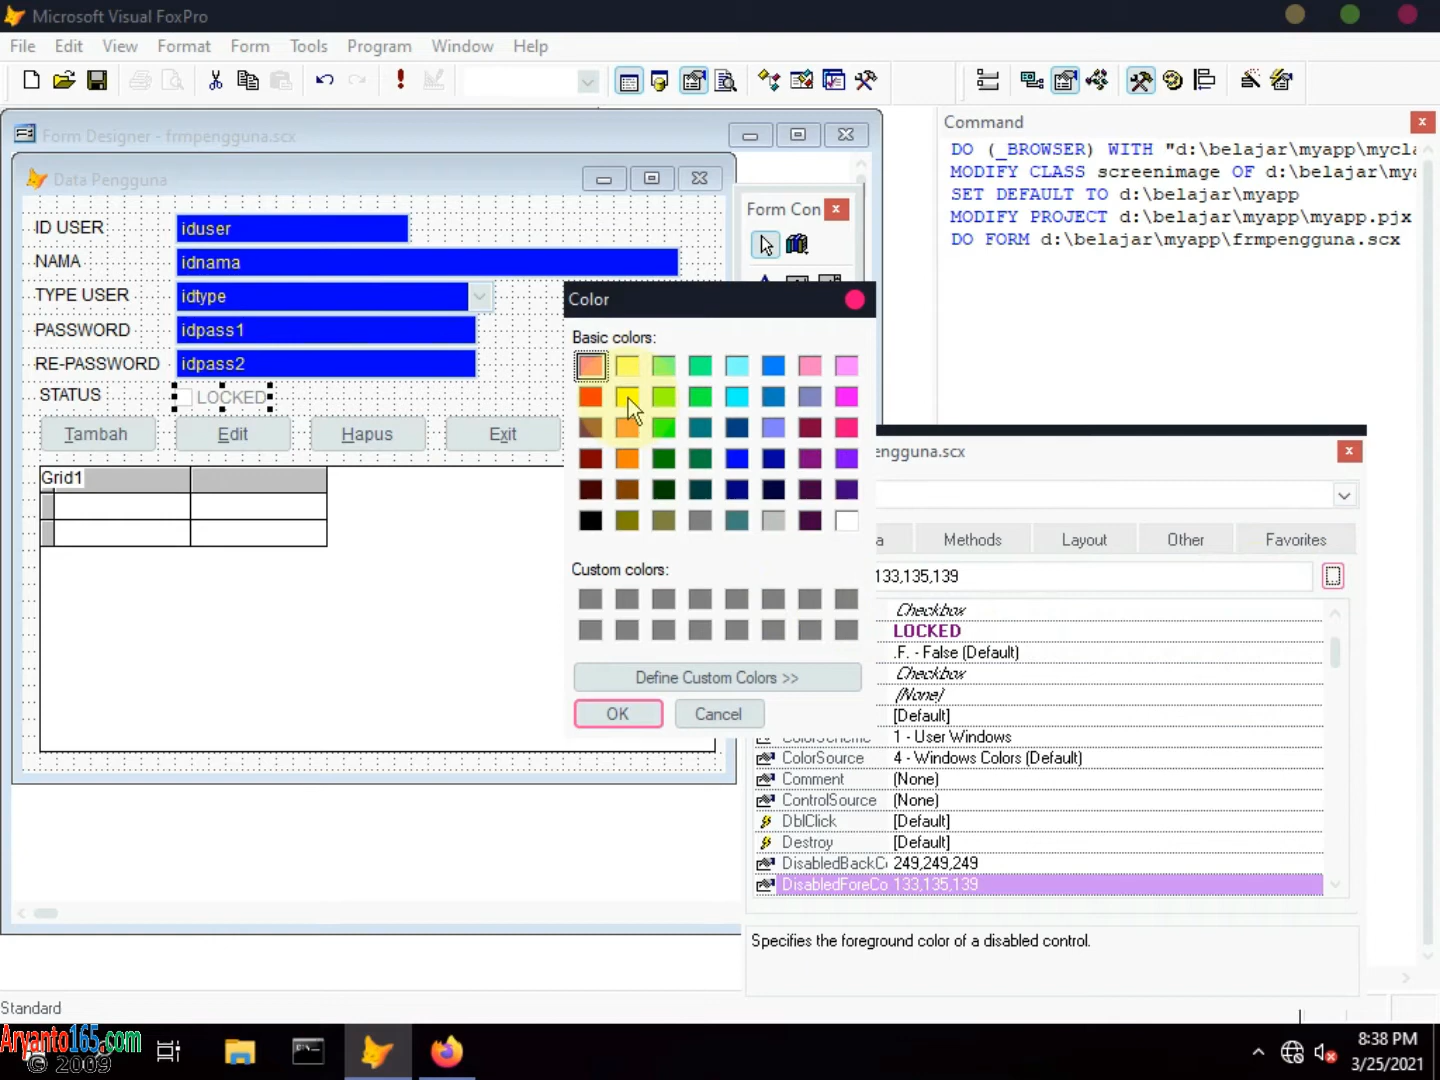 Microsoft Visual FoxPro
File Edit View Format Form Tools Program Window Help
Form Designer - frmpengguna.scx
Command
DO (_BROWSER) WITH "d:\belajar\myapp\mycla
MODIFY CLASS screenimage OF d:\belajar\myap
SET DEFAULT TO d:\belajar\myapp
MODIFY PROJECT d:\belajar\myapp\myapp.pjx
DO FORM d:\belajar\myapp\frmpengguna.scx
Data Pengguna
Form Con
ID USER iduser
NAMA idnama
TYPE USER idtype
PASSWORD idpass1
RE-PASSWORD idpass2
STATUS LOCKED
Tambah Edit Hapus Exit
Grid1
Color
Basic colors:
Custom colors:
Define Custom Colors >>
OK Cancel
engguna.scx
a Methods Layout Other Favorites
133,135,139
Checkbox
LOCKED
.F. - False (Default)
Checkbox
(None)
[Default]
ColorScheme 1 - User Windows
ColorSource 4 - Windows Colors (Default)
Comment (None)
ControlSource (None)
DblClick [Default]
Destroy [Default]
DisabledBackCo 249,249,249
DisabledForeCo 133,135,139
Specifies the foreground color of a disabled control.
Standard
Aryanto165.com
© 2009
8:38 PM
3/25/2021